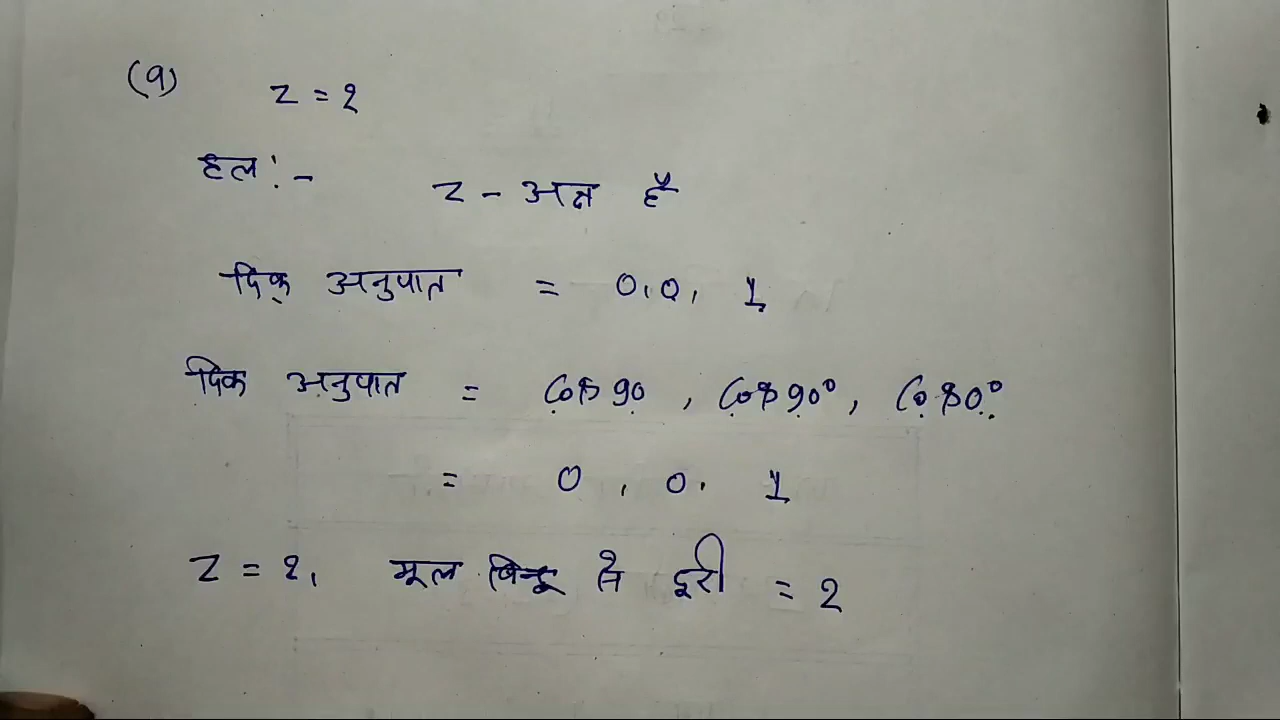 (a) z = 2
हल :-
z - अक्ष है
दिक् अनुपात = 0, 0, 1
दिक अनुपात = Cos 90, Cos 90°, Cos 0°
= 0, 0, 1
z = 2, मूल बिन्दू से दूरी = 2